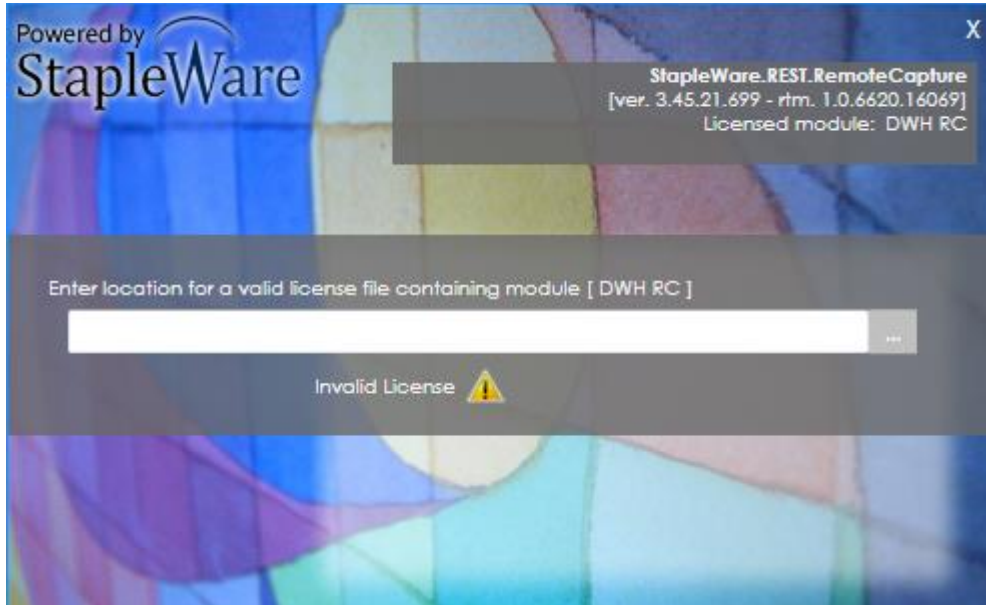 Powered by
StapleWare
X
StapleWare.REST.RemoteCapture
[ver. 3.45.21.699 - rtm. 1.0.6620.16069]
Licensed module: DWH RC
Enter location for a valid license file containing module [ DWH RC ]
...
Invalid License